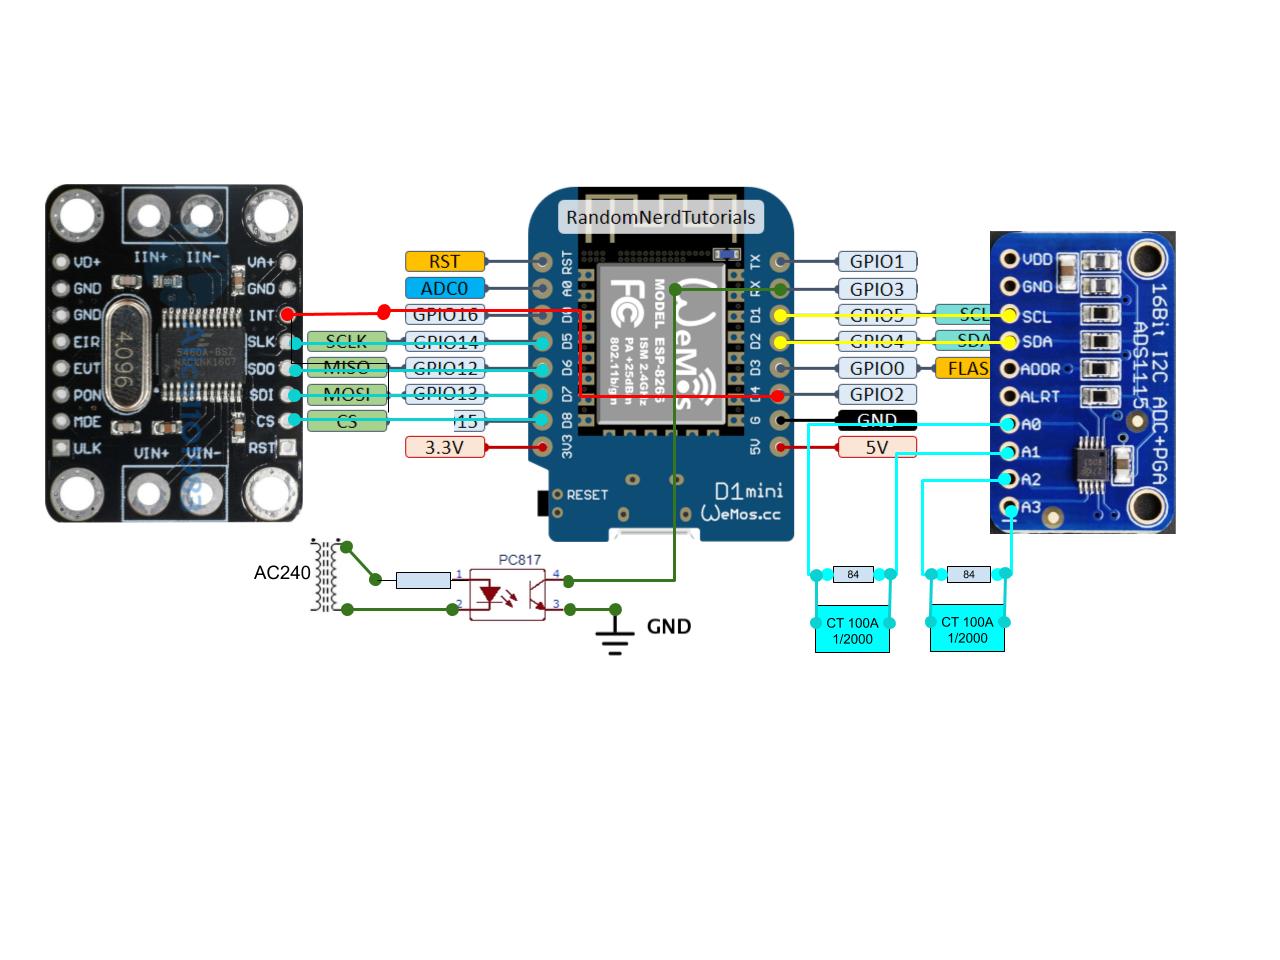 RandomNerdTutorials
VD+
IIN+ IIN-
VA+
GND
GND
GND
INT
EIR
SLK
EUT
SDO
PON
SDI
MDE
CS
ULK
RST
VIN+ VIN-
4.096
RST
ADC0
GPIO16
SCLK
GPIO14
MISO
GPIO12
MOSI
GPIO13
CS
15
3.3V
RST
A0
D0
D5
D6
D7
D8
3V3
WeMos
MODEL ESP-8266
ISM 2.4GHz
PA +25dBm
802.11b/g/n
FC
TX
RX
D1
D2
D3
D4
G
5V
RESET
D1 mini
WeMos.cc
GPIO1
GPIO3
GPIO5
SCL
GPIO4
SDA
GPIO0
FLAS
GPIO2
GND
5V
VDD
GND
SCL
SDA
ADDR
ALRT
A0
A1
A2
A3
16Bit I2C ADC+PGA
ADS1115
AC240
PC817
1
2
4
3
GND
84
84
CT 100A
1/2000
CT 100A
1/2000